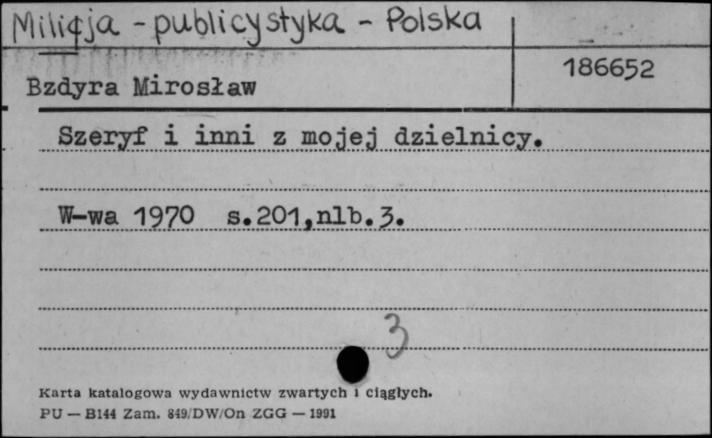 Milicja - publicystyka - Polska
186652
Bzdyra Mirosław
Szeryf i inni z mojej dzielnicy.
W-wa 1970 s.201,nlb.3.
3
Karta katalogowa wydawnictw zwartych i ciągłych.
PU — B144 Zam. 849/DW/On ZGG — 1991